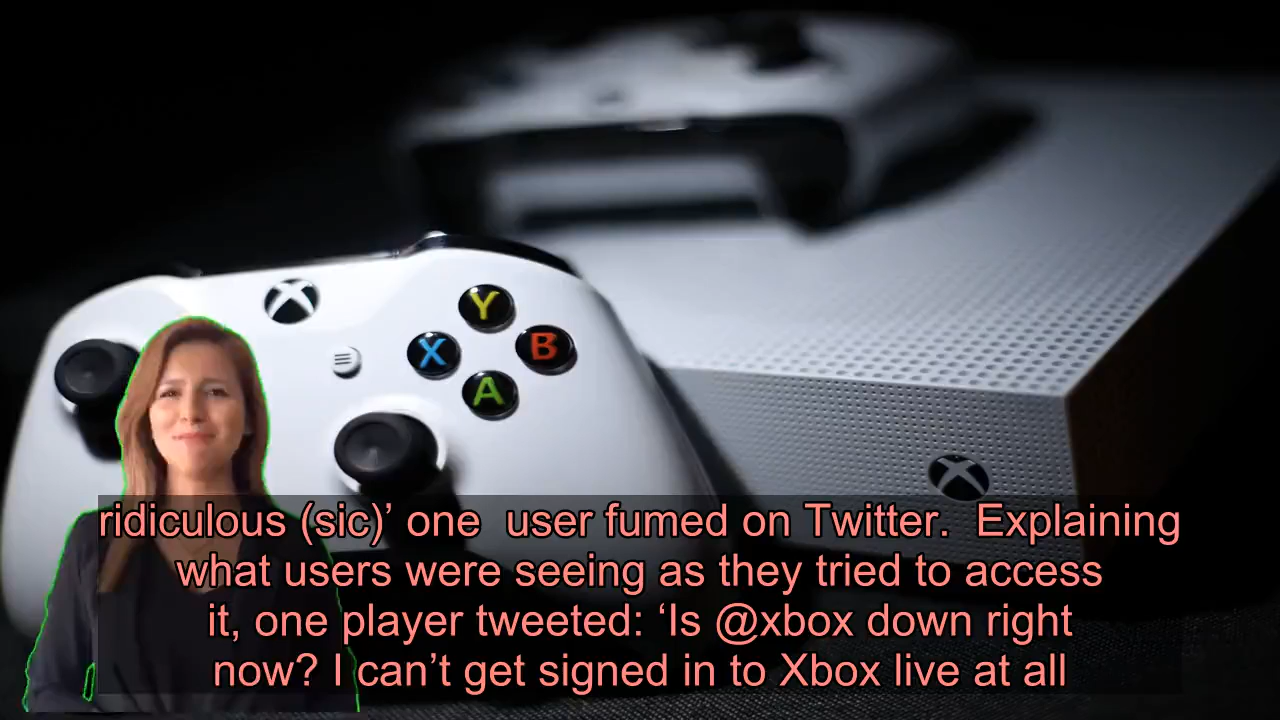 Y
X
B
A
ridiculous (sic)’ one  user fumed on Twitter.  Explaining
what users were seeing as they tried to access
it, one player tweeted: ‘Is @xbox down right
now? I can’t get signed in to Xbox live at all